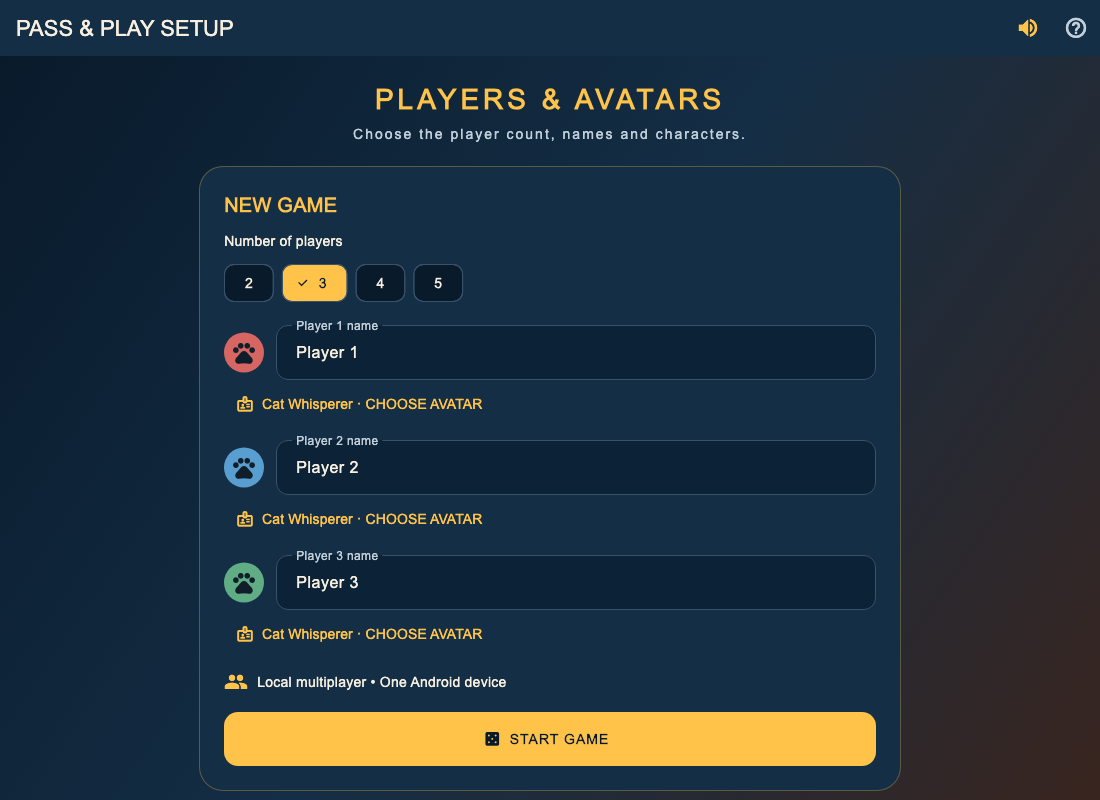 PASS & PLAY SETUP
PLAYERS & AVATARS
Choose the player count, names and characters.
NEW GAME
Number of players
2
3
4
5
Player 1 name
Player 1
Cat Whisperer · CHOOSE AVATAR
Player 2 name
Player 2
Cat Whisperer · CHOOSE AVATAR
Player 3 name
Player 3
Cat Whisperer · CHOOSE AVATAR
Local multiplayer • One Android device
START GAME